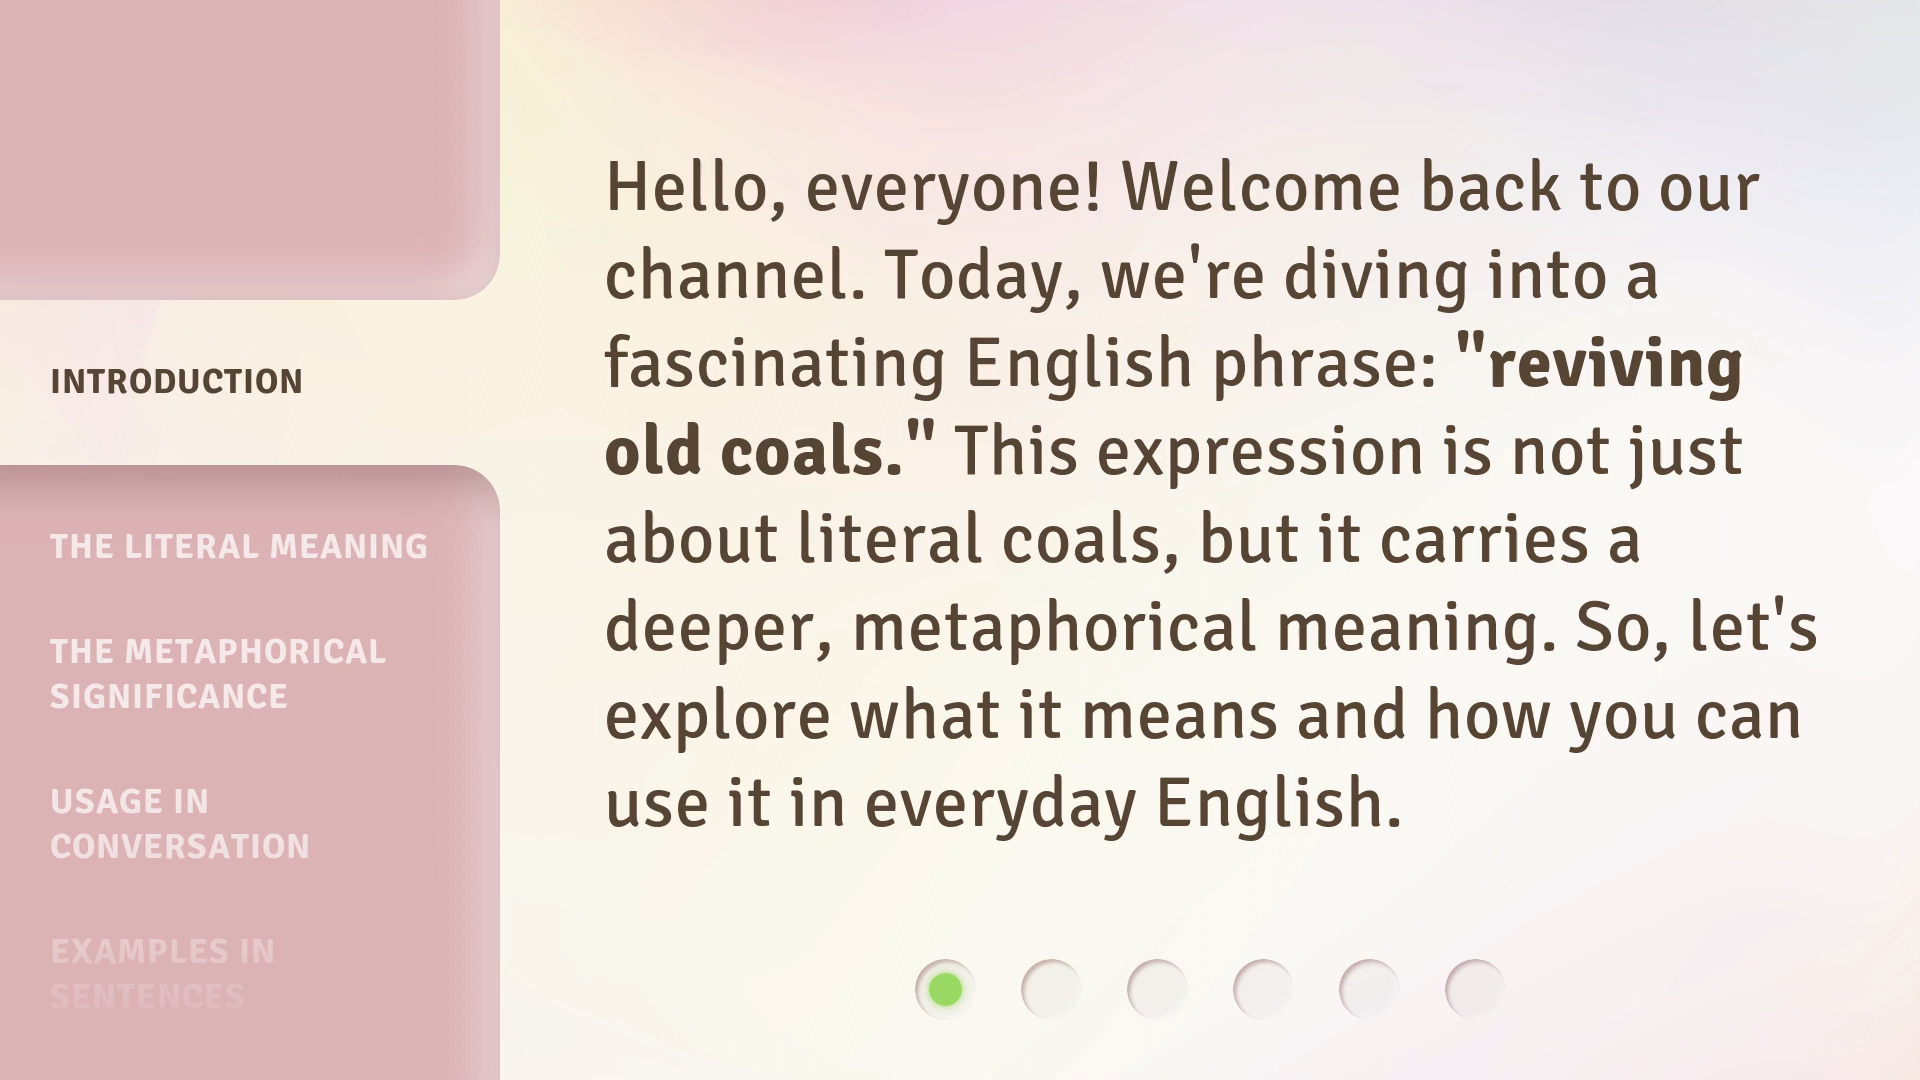 INTRODUCTION
THE LITERAL MEANING
THE METAPHORICAL
SIGNIFICANCE
USAGE IN
CONVERSATION
EXAMPLES IN
SENTENCES
Hello, everyone! Welcome back to our
channel. Today, we're diving into a
fascinating English phrase: "reviving
old coals." This expression is not just
about literal coals, but it carries a
deeper, metaphorical meaning. So, let's
explore what it means and how you can
use it in everyday English.